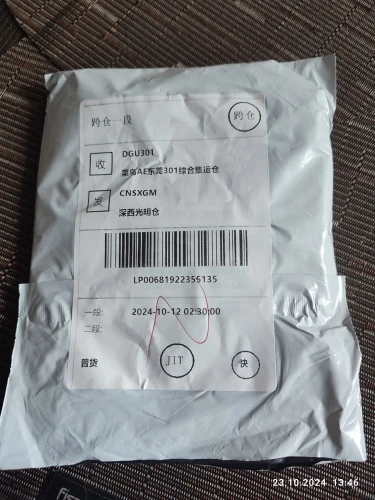 跨仓一段
跨仓
收
DGU301
菜鸟AE东莞301综合集运仓
发
CNSXGM
深西光明仓
LP00681922355135
一段:
2024-10-12 02:30:00
二段:
普货
JIT
快
23.10.2024 13:46